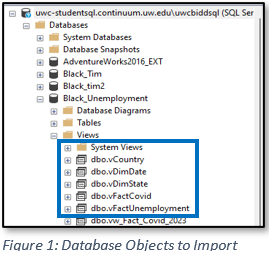 uwc-studentsql.continuum.uw.edu\uwcbiddsql (SQL Ser
Databases
System Databases
Database Snapshots
AdventureWorks2016_EXT
Black_Tim
Black_tim2
Black_Unemployment
Database Diagrams
Tables
Views
System Views
dbo.vCountry
dbo.vDimDate
dbo.vDimState
dbo.vFactCovid
dbo.vFactUnemployment
dbo.vw_Fact_Covid_2023
Figure 1: Database Objects to Import